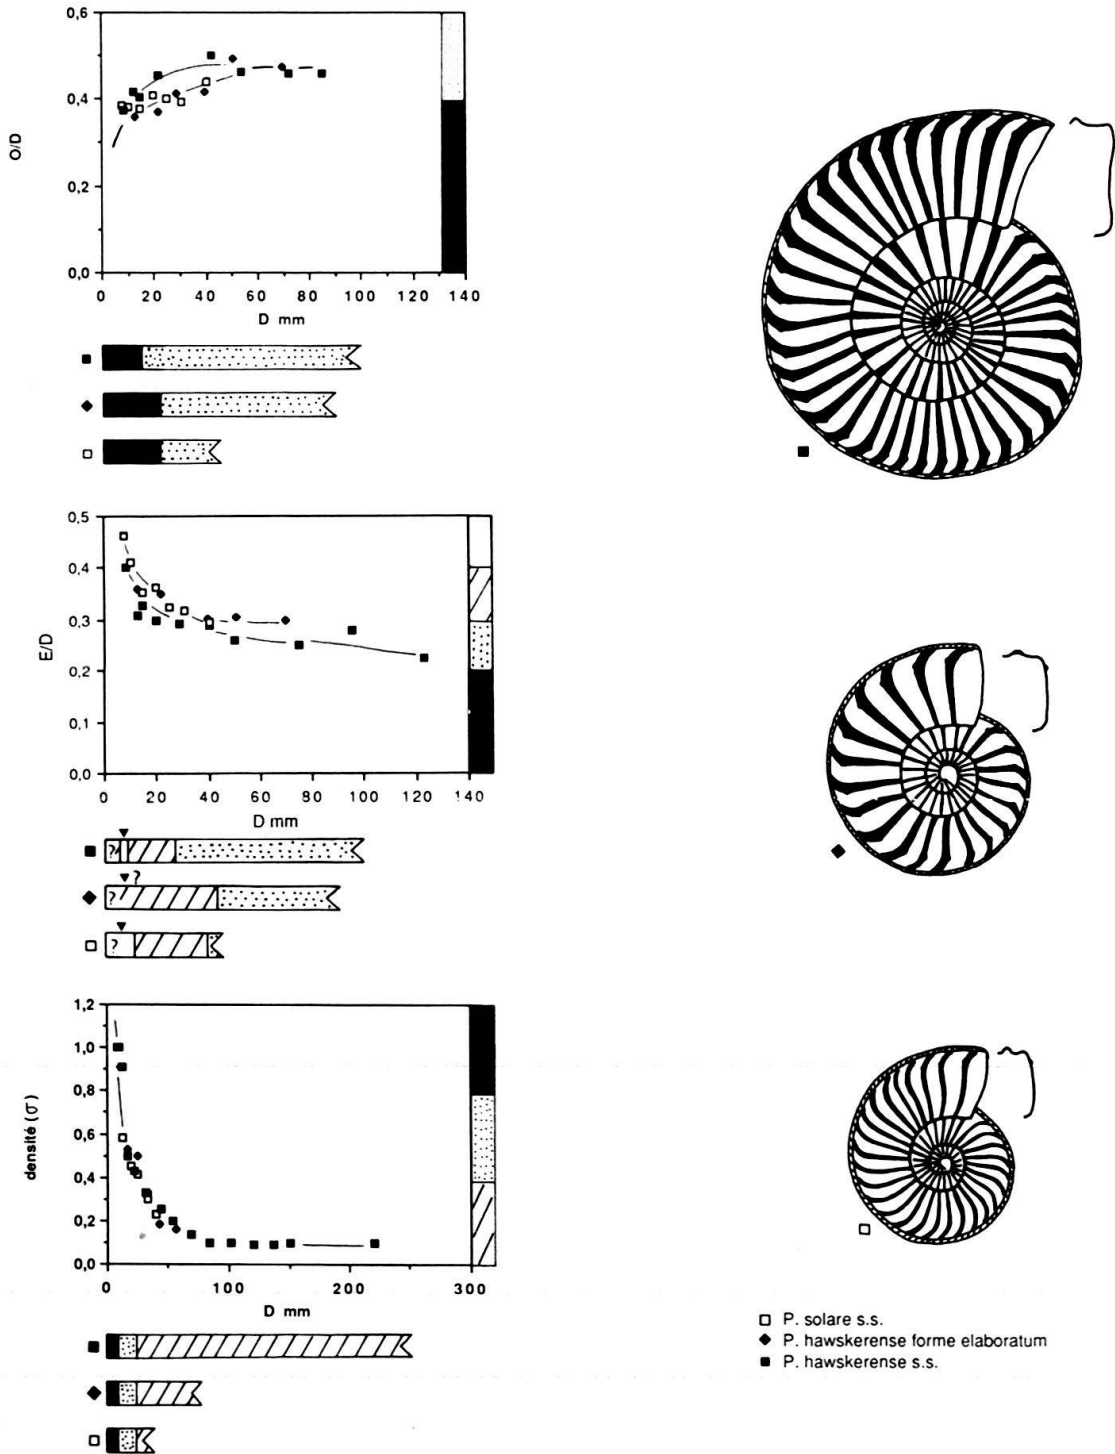 0,6
0,4
0,2
0,0
O/D
0 20 40 60 80 100 120 140
D mm
0,5
0,4
0,3
0,2
0,1
0,0
E/D
0 20 40 60 80 100 120 140
D mm
?
? ?
?
1,2
1,0
0,8
0,6
0,4
0,2
0,0
densité (σ)
0 100 200 300
D mm
P. solare s.s.
P. hawskerense forme elaboratum
P. hawskerense s.s.